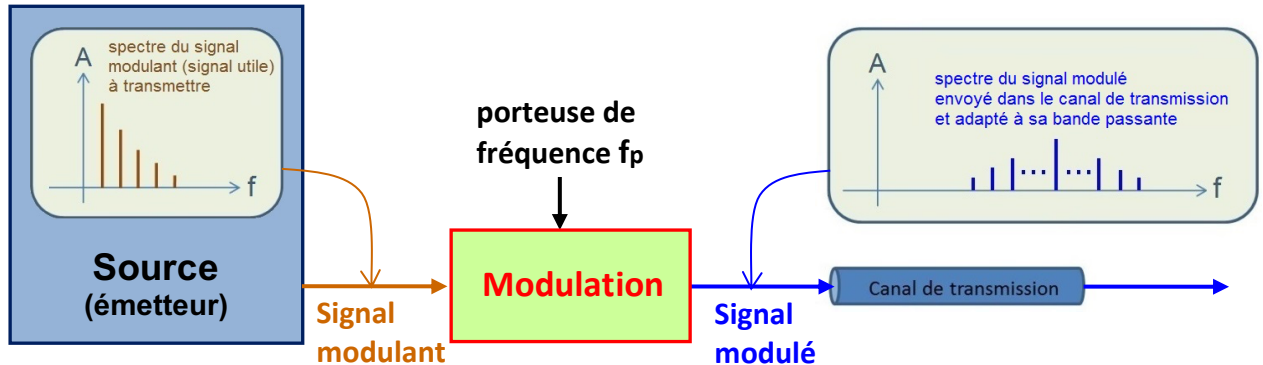 A
spectre du signal
modulant (signal utile)
à transmettre
f
Source
(émetteur)
Signal
modulant
porteuse de
fréquence fp
Modulation
Signal
modulé
A
spectre du signal modulé
envoyé dans le canal de transmission
et adapté à sa bande passante
f
Canal de transmission